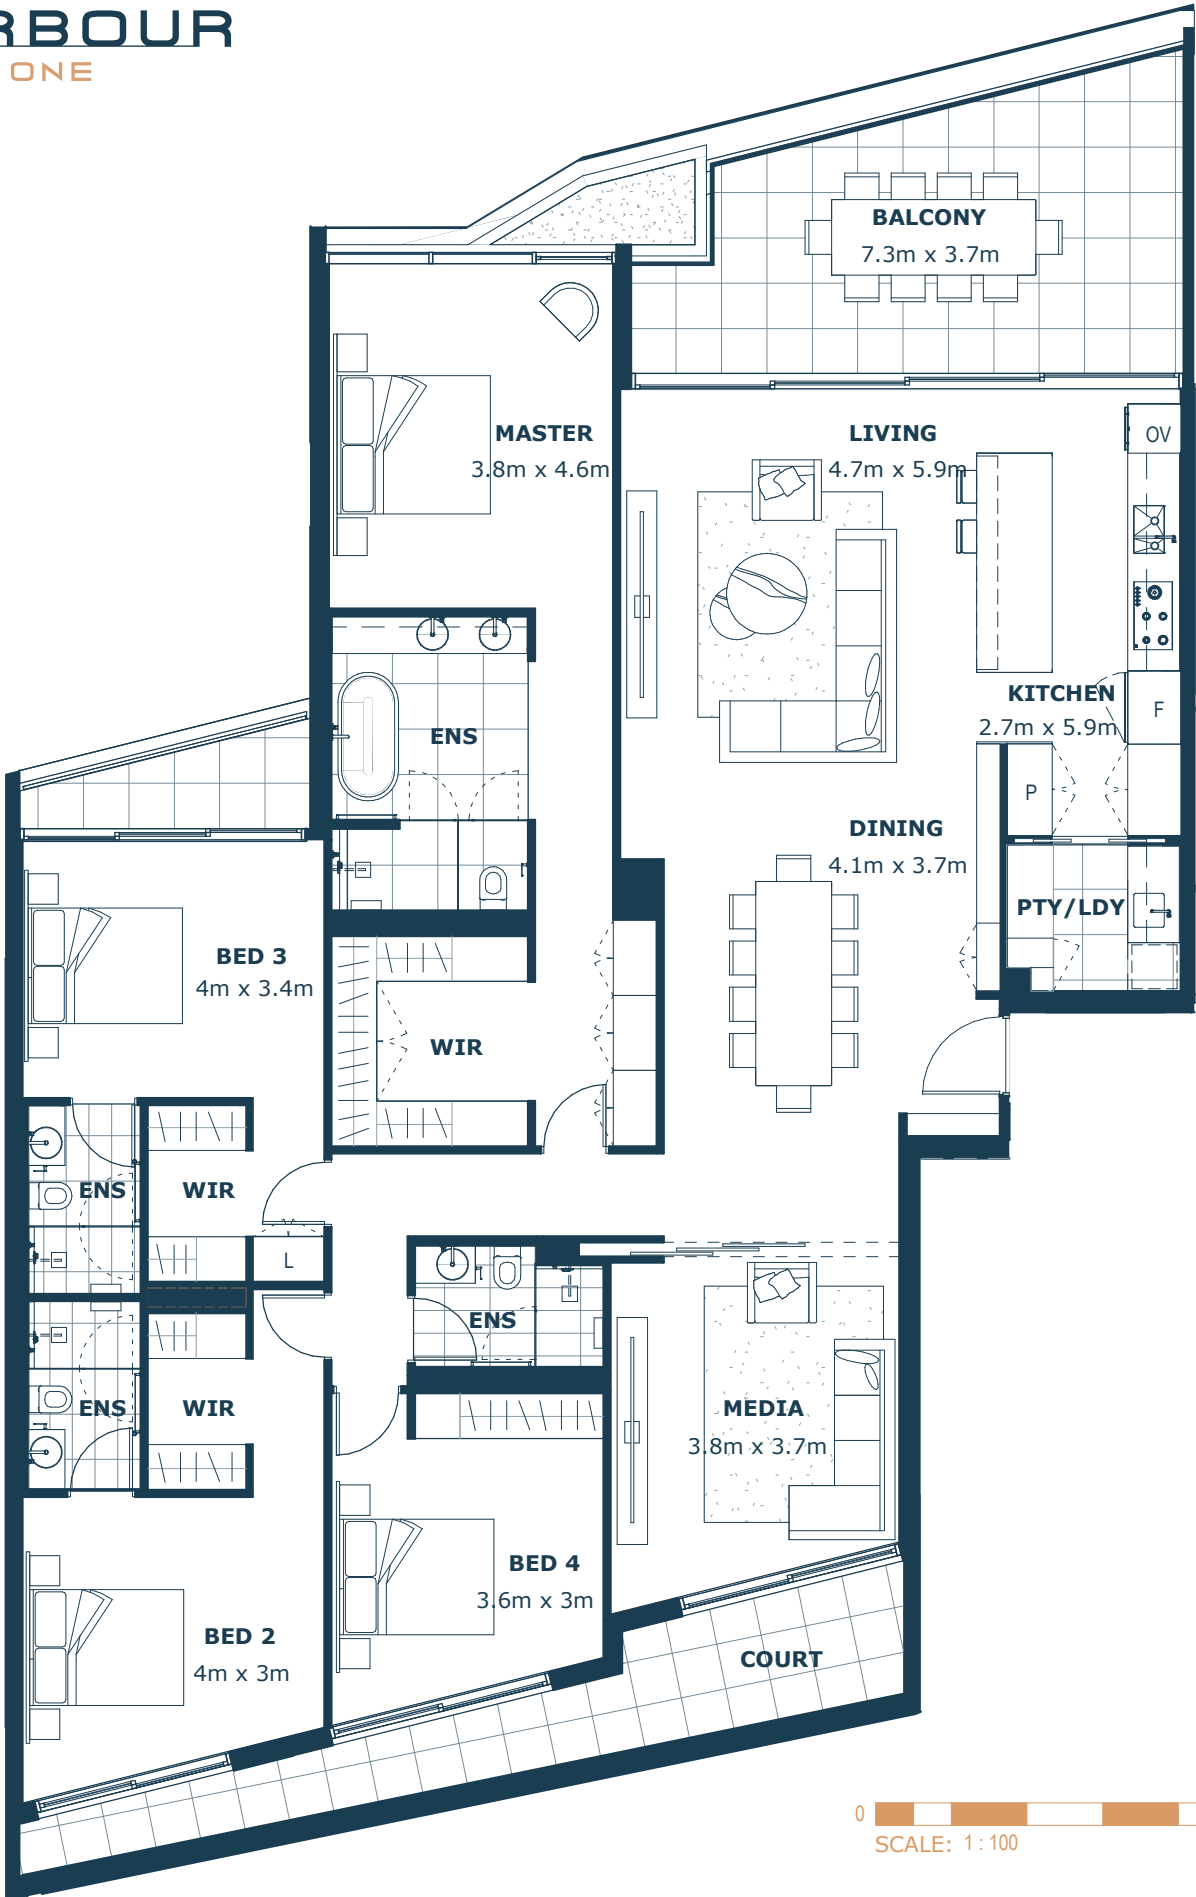 RBOUR
ONE
BALCONY
7.3m x 3.7m
MASTER
3.8m x 4.6m
LIVING
4.7m x 5.9m
OV
KITCHEN
2.7m x 5.9m
F
ENS
P
DINING
4.1m x 3.7m
PTY/LDY
BED 3
4m x 3.4m
WIR
ENS
WIR
L
ENS
ENS
WIR
MEDIA
3.8m x 3.7m
BED 4
3.6m x 3m
BED 2
4m x 3m
COURT
0
SCALE: 1 : 100